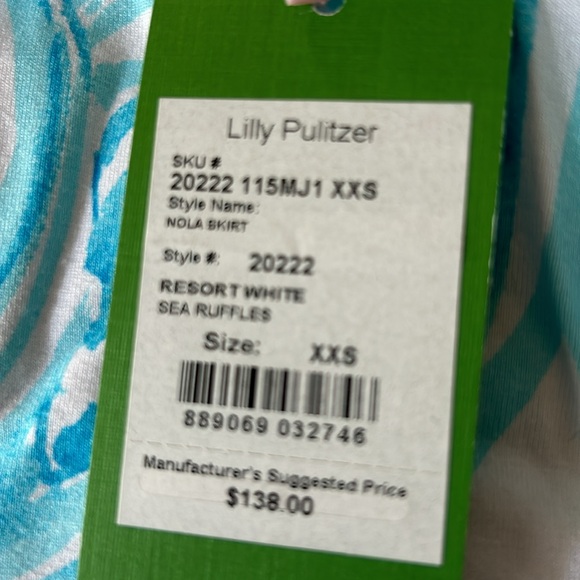 Lilly Pulitzer
SKU #
20222 115MJ1 XXS
Style Name:
NOLA SKIRT
Style #: 20222
RESORT WHITE
SEA RUFFLES
Size: XXS
889069 032746
Manufacturer's Suggested Price
$138.00